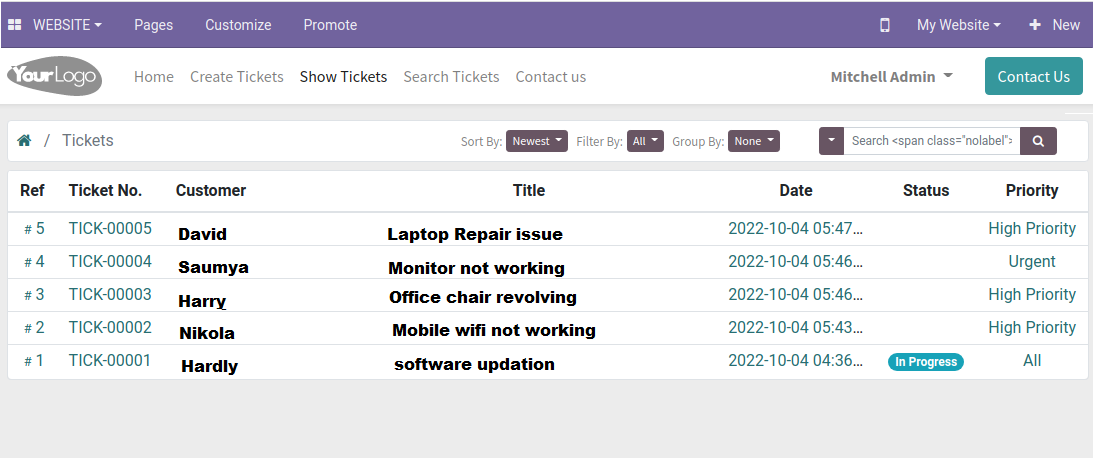 WEBSITE Pages Customize Promote My Website New
YourLogo Home Create Tickets Show Tickets Search Tickets Contact us Mitchell Admin Contact Us
/ Tickets Sort By: Newest Filter By: All Group By: None Search <span class="nolabel">
Ref Ticket No. Customer Title Date Status Priority
# 5 TICK-00005 David Laptop Repair issue 2022-10-04 05:47... High Priority
# 4 TICK-00004 Saumya Monitor not working 2022-10-04 05:46... Urgent
# 3 TICK-00003 Harry Office chair revolving 2022-10-04 05:46... High Priority
# 2 TICK-00002 Nikola Mobile wifi not working 2022-10-04 05:43... High Priority
# 1 TICK-00001 Hardly software updation 2022-10-04 04:36... In Progress All